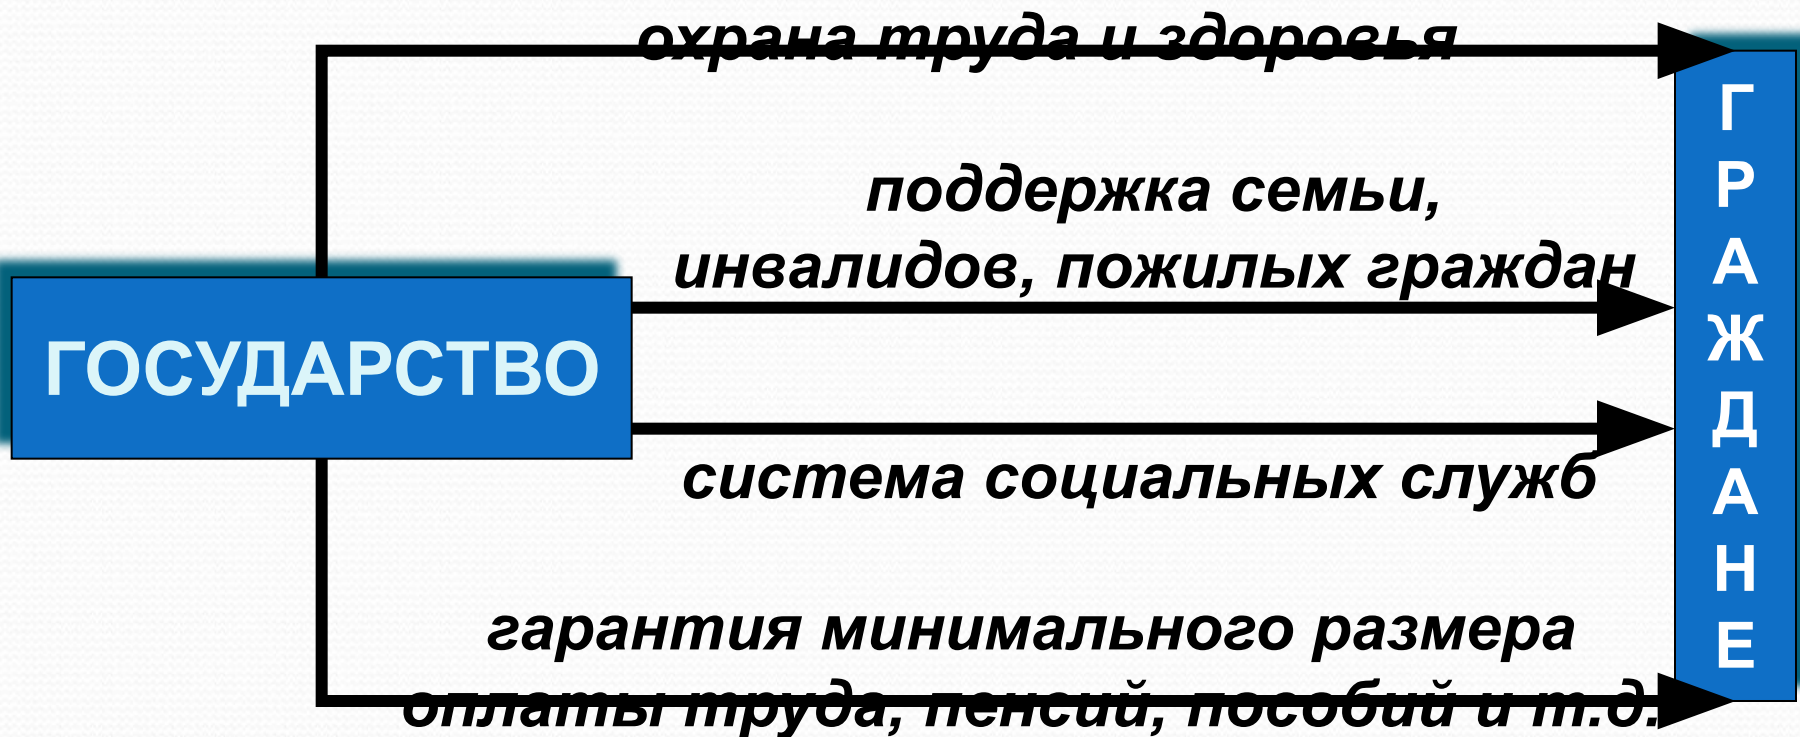 охрана труда и здоровья
поддержка семьи,
инвалидов, пожилых граждан
ГОСУДАРСТВО
система социальных служб
гарантия минимального размера
оплаты труда, пенсий, пособий и т.д.
ГРАЖДАНЕ